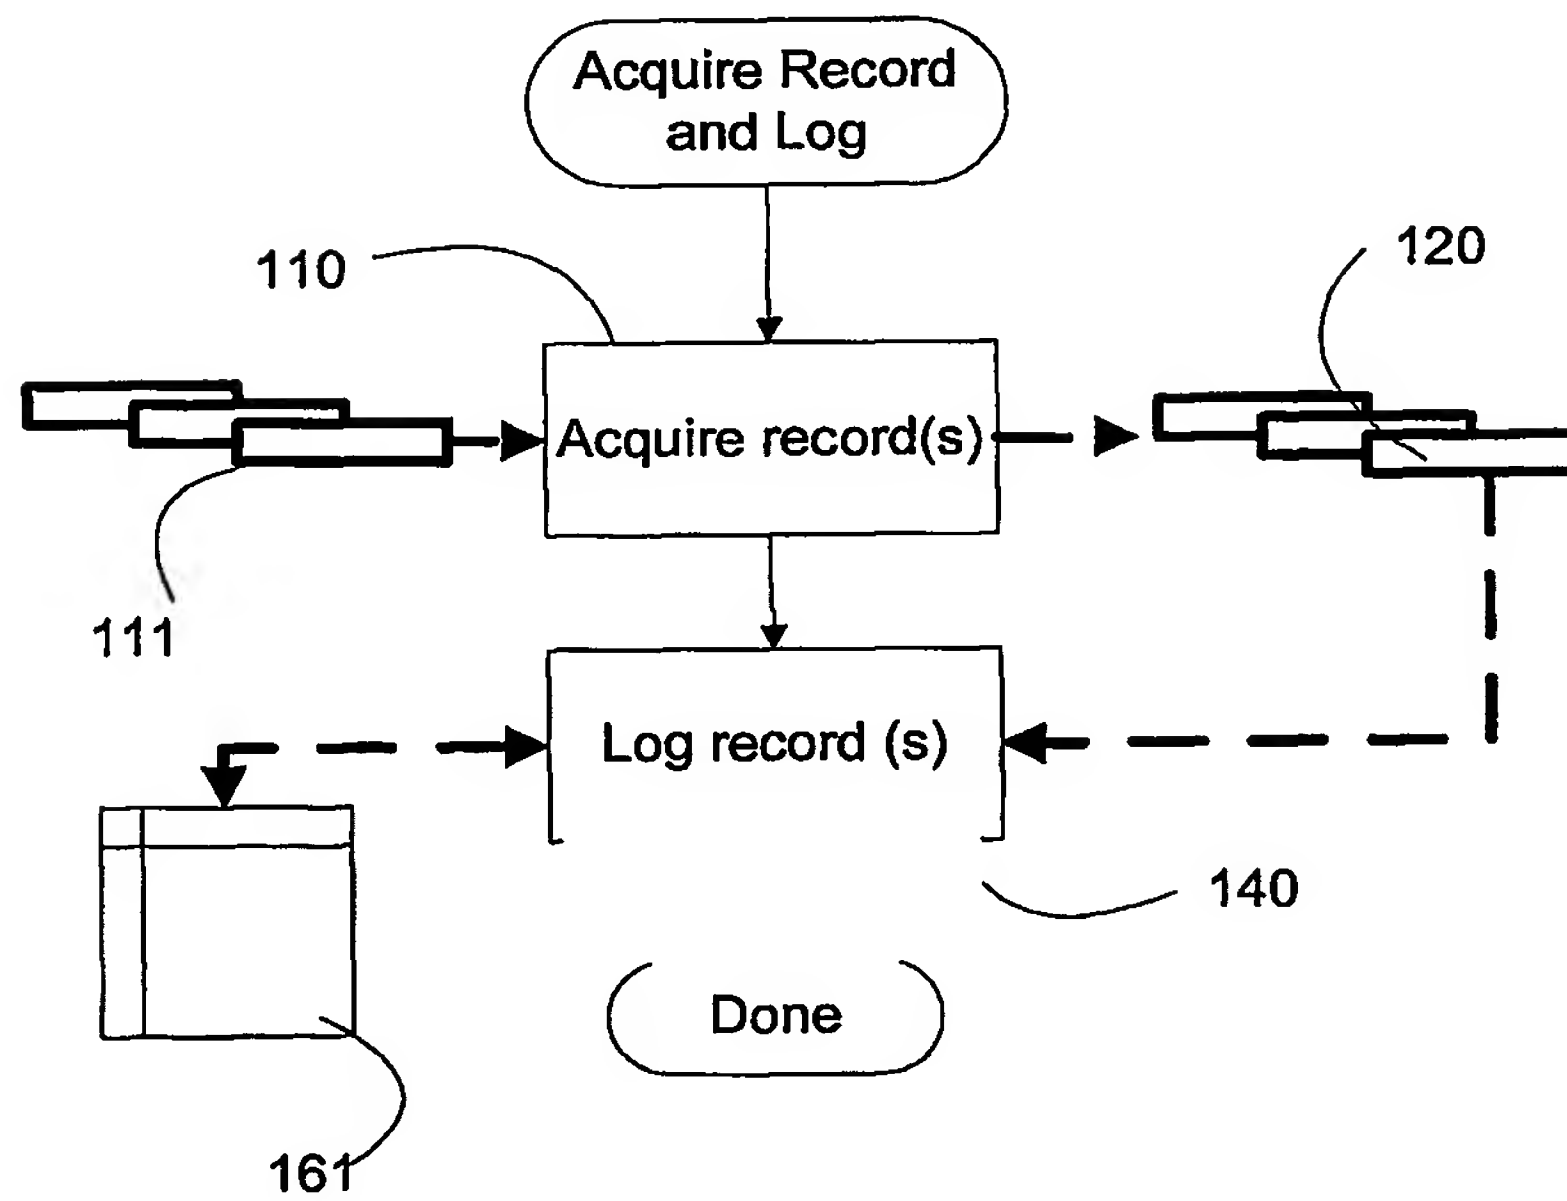 Acquire Record
and Log
110
120
Acquire record(s)
111
Log record (s)
140
Done
161